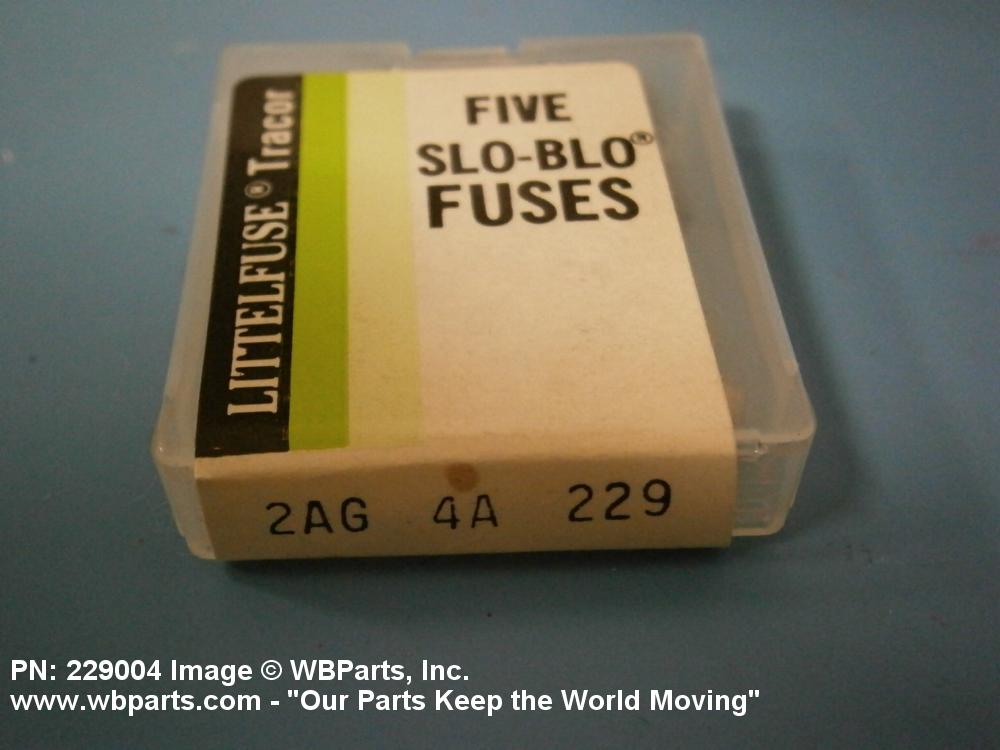 LITTELFUSE® Tracor
FIVE
SLO-BLO®
FUSES
2AG 4A 229
PN: 229004 Image © WBParts, Inc.
www.wbparts.com - "Our Parts Keep the World Moving"